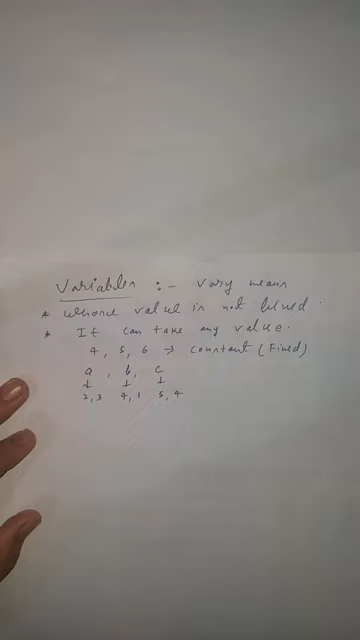 Variables :- vary means
* whose value is not fixed.
* It can take any value.
4, 5, 6 → constant (Fixed)
a, b, c
↓ ↓ ↓
2,3 4,1 5,4